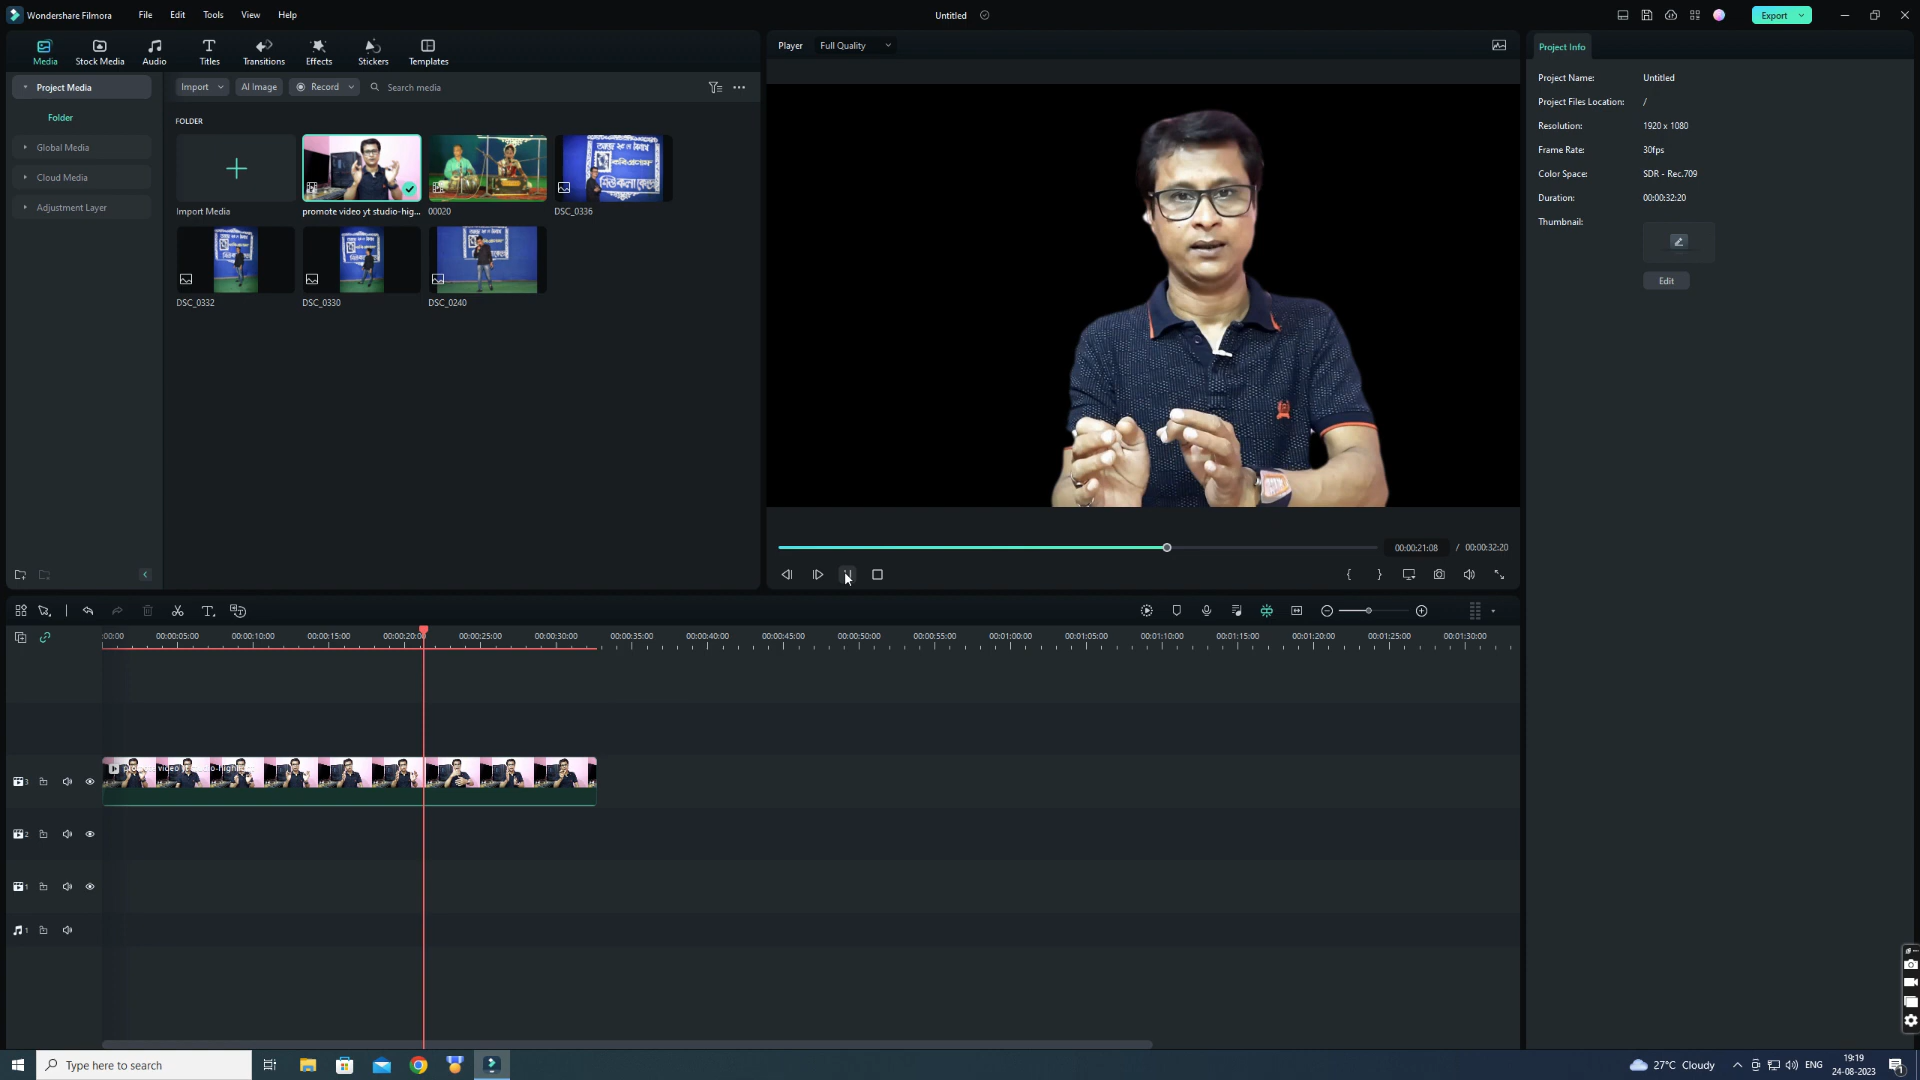 Wondershare Filmora File Edit Tools View Help Untitled Export
Media Stock Media Audio Titles Transitions Effects Stickers Templates
Player Full Quality
Project Info
Project Media
Import AI Image Record Search media
Folder
Global Media
Cloud Media
Adjustment Layer
FOLDER
Import Media
promote video yt studio-hig...
00020
DSC_0336
DSC_0332
DSC_0330
DSC_0240
Project Name: Untitled
Project Files Location: /
Resolution: 1920 x 1080
Frame Rate: 30fps
Color Space: SDR - Rec.709
Duration: 00:00:32:20
Thumbnail:
Edit
00:00:21:08 / 00:00:32:20
:00:00 00:00:05:00 00:00:10:00 00:00:15:00 00:00:20:00 00:00:25:00 00:00:30:00 00:00:35:00 00:00:40:00 00:00:45:00 00:00:50:00 00:00:55:00 00:01:00:00 00:01:05:00 00:01:10:00 00:01:15:00 00:01:20:00 00:01:25:00 00:01:30:00
3
2
1
1
Type here to search
27°C Cloudy
ENG
19:19
24-08-2023